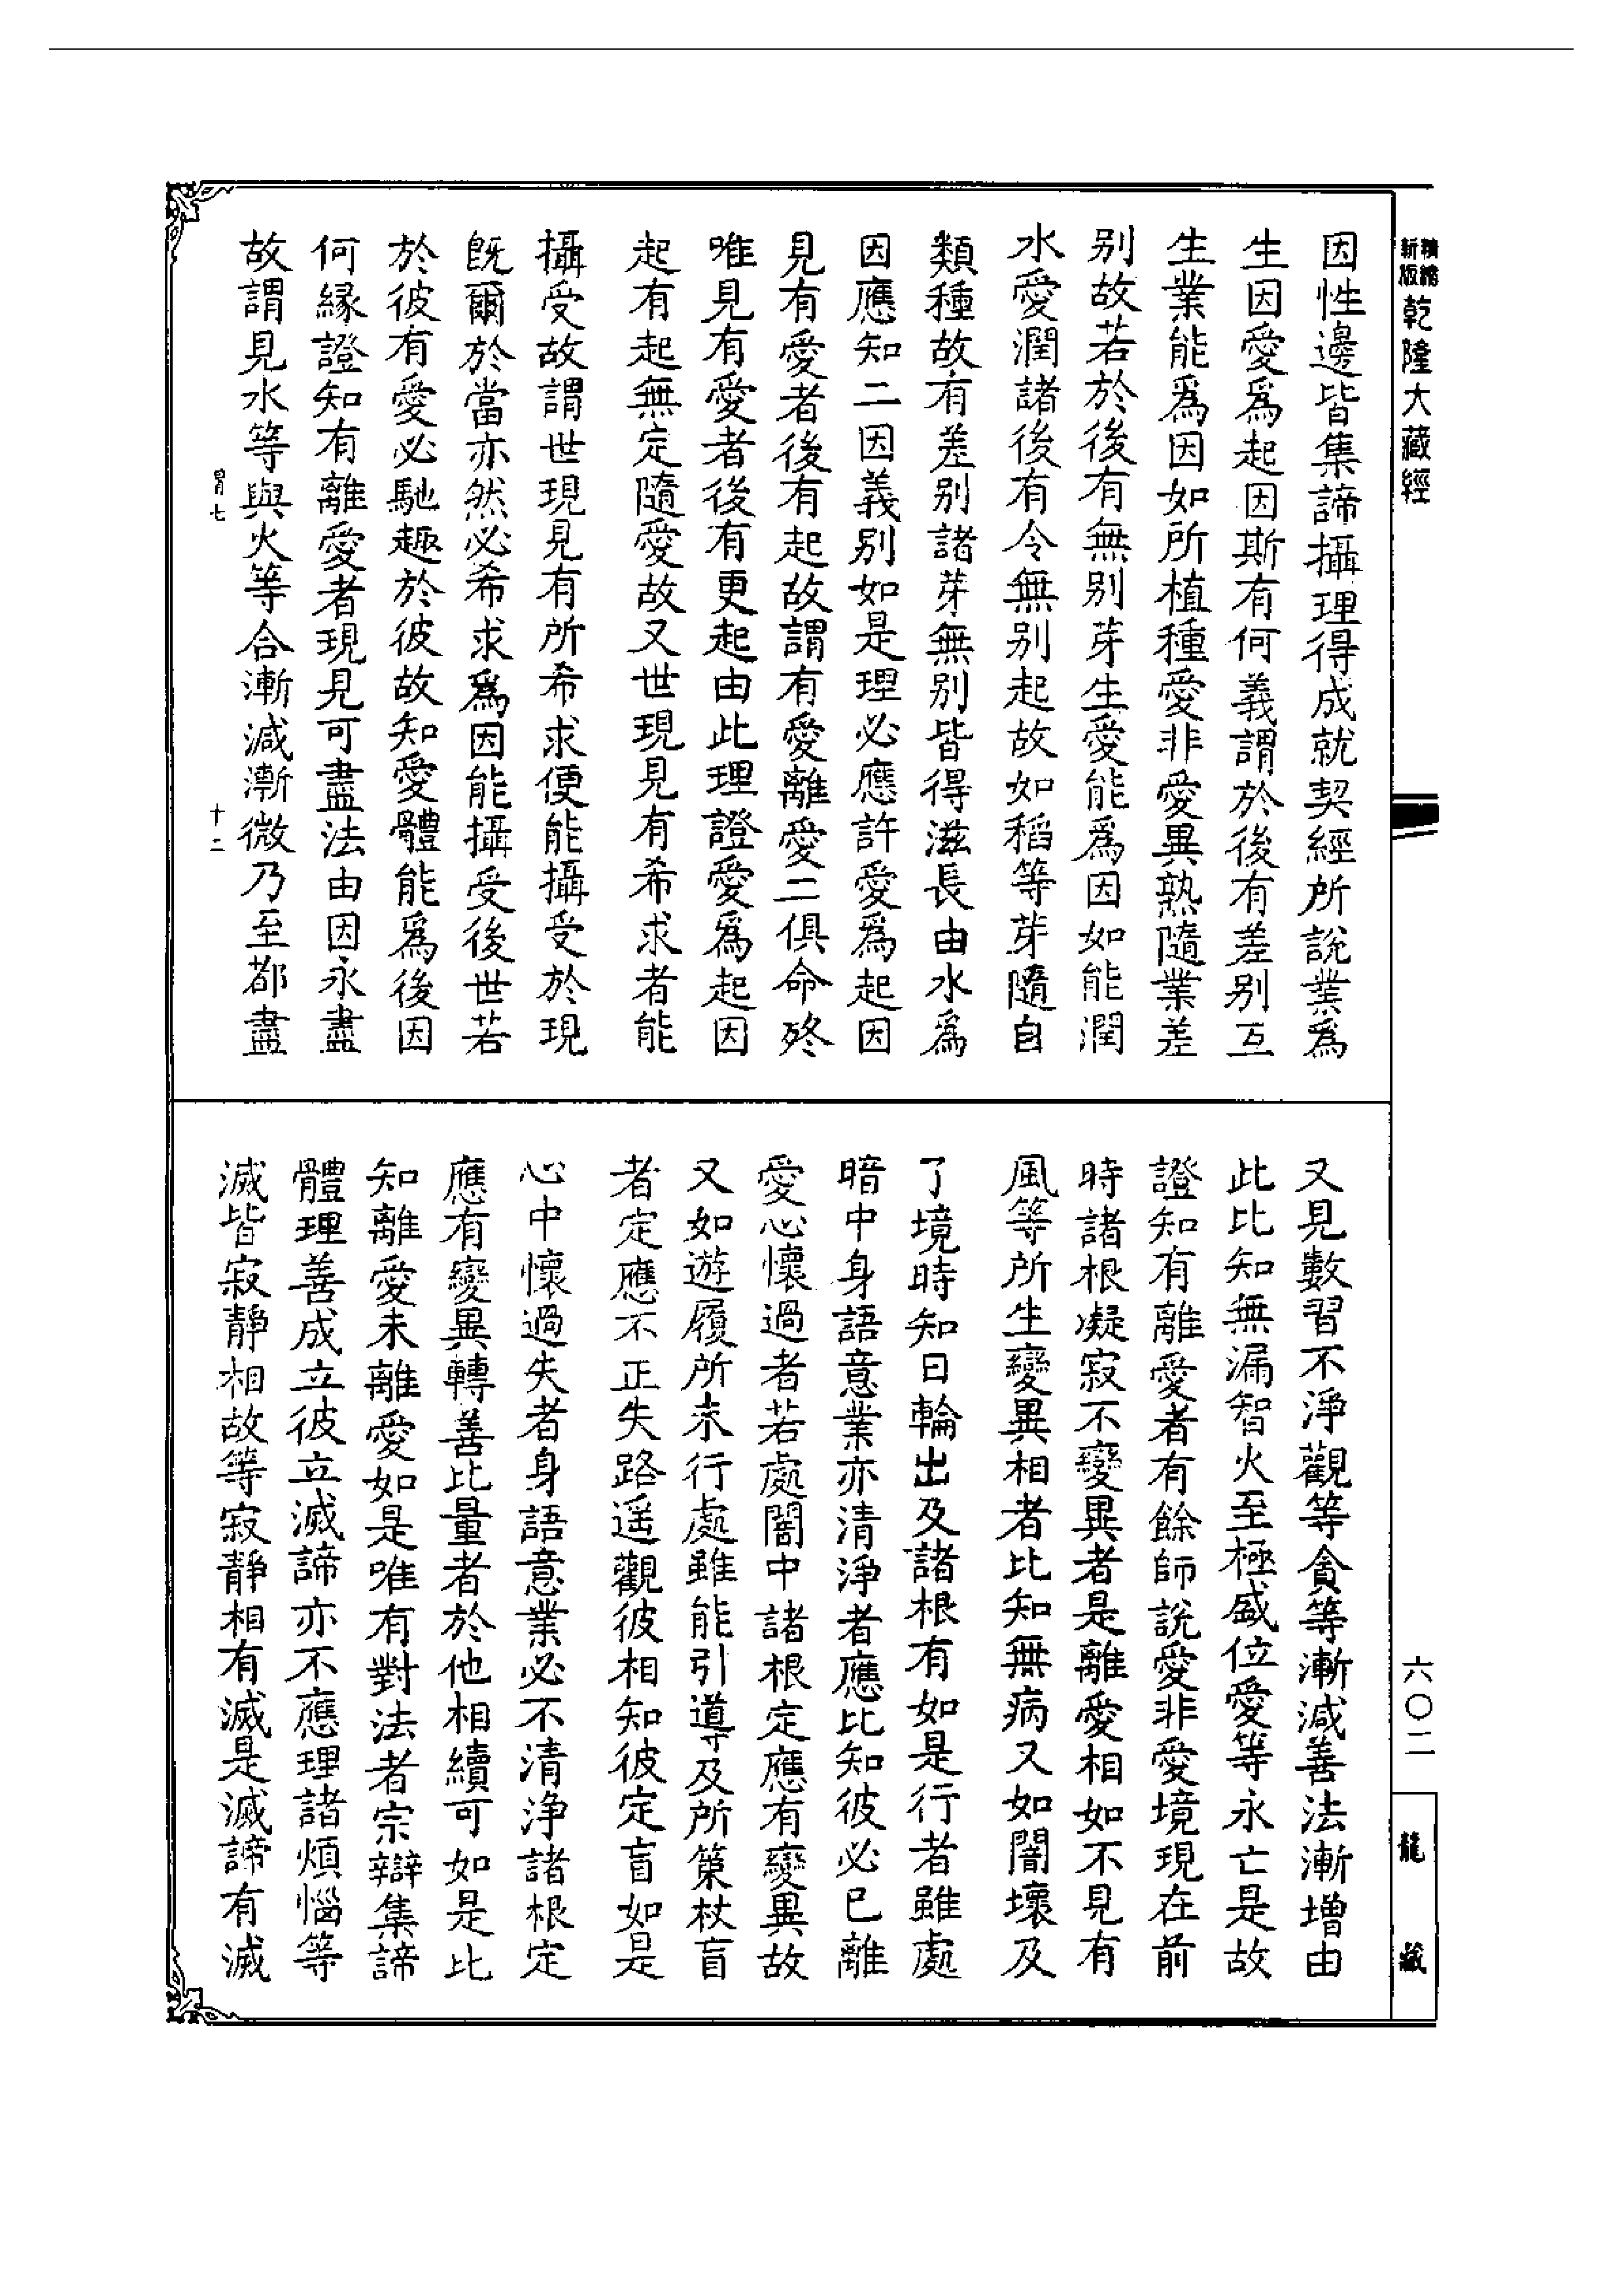 精縮
新版
乾隆大藏經
因性邊皆集諦攝理得成就契經所説業爲
生因愛爲起因斯有何義謂於後有差别互
生業能爲因如所植種愛非愛異熟隨業差
别故若於後有無别芽生愛能爲因如能潤
水愛潤諸後有令無别起故如稻等芽隨自
類種故有差别諸芽無别皆得滋長由水爲
因應知二因義别如是理必應許愛爲起因
見有愛者後有起故謂有愛離愛二俱命終
唯見有愛者後有更起由此理證愛爲起因
起有起無定隨愛故又世現見有希求者能
攝受故謂世現見有所希求便能攝受於現
旣爾於當亦然必希求爲因能攝受後世若
於彼有愛必馳趣於彼故知愛體能爲後因
何緣證知有離愛者現見可盡法由因永盡
故謂見水等與火等合漸減漸微乃至都盡
胃七
十二
又見數習不淨觀等貪等漸減善法漸增由
此比知無漏智火至極盛位愛等永亡是故
證知有離愛者有餘師説愛非愛境現在前
時諸根凝寂不變異者是離愛相如不見有
風等所生變異相者比知無病又如闇壞及
了境時知日輪出及諸根有如是行者雖處
暗中身語意業亦清淨者應比知彼必已離
愛心懷過者若處闇中諸根定應有變異故
又如遊履所未行處雖能引導及所策杖盲
者定應不正失路遥觀彼相知彼定盲如是
心中懷過失者身語意業必不清淨諸根定
應有變異轉善比量者於他相續可如是比
知離愛未離愛如是唯有對法者宗辯集諦
體理善成立彼立滅諦亦不應理諸煩惱等
滅皆寂靜相故等寂靜相有滅是滅諦有滅
六〇二
龍
藏